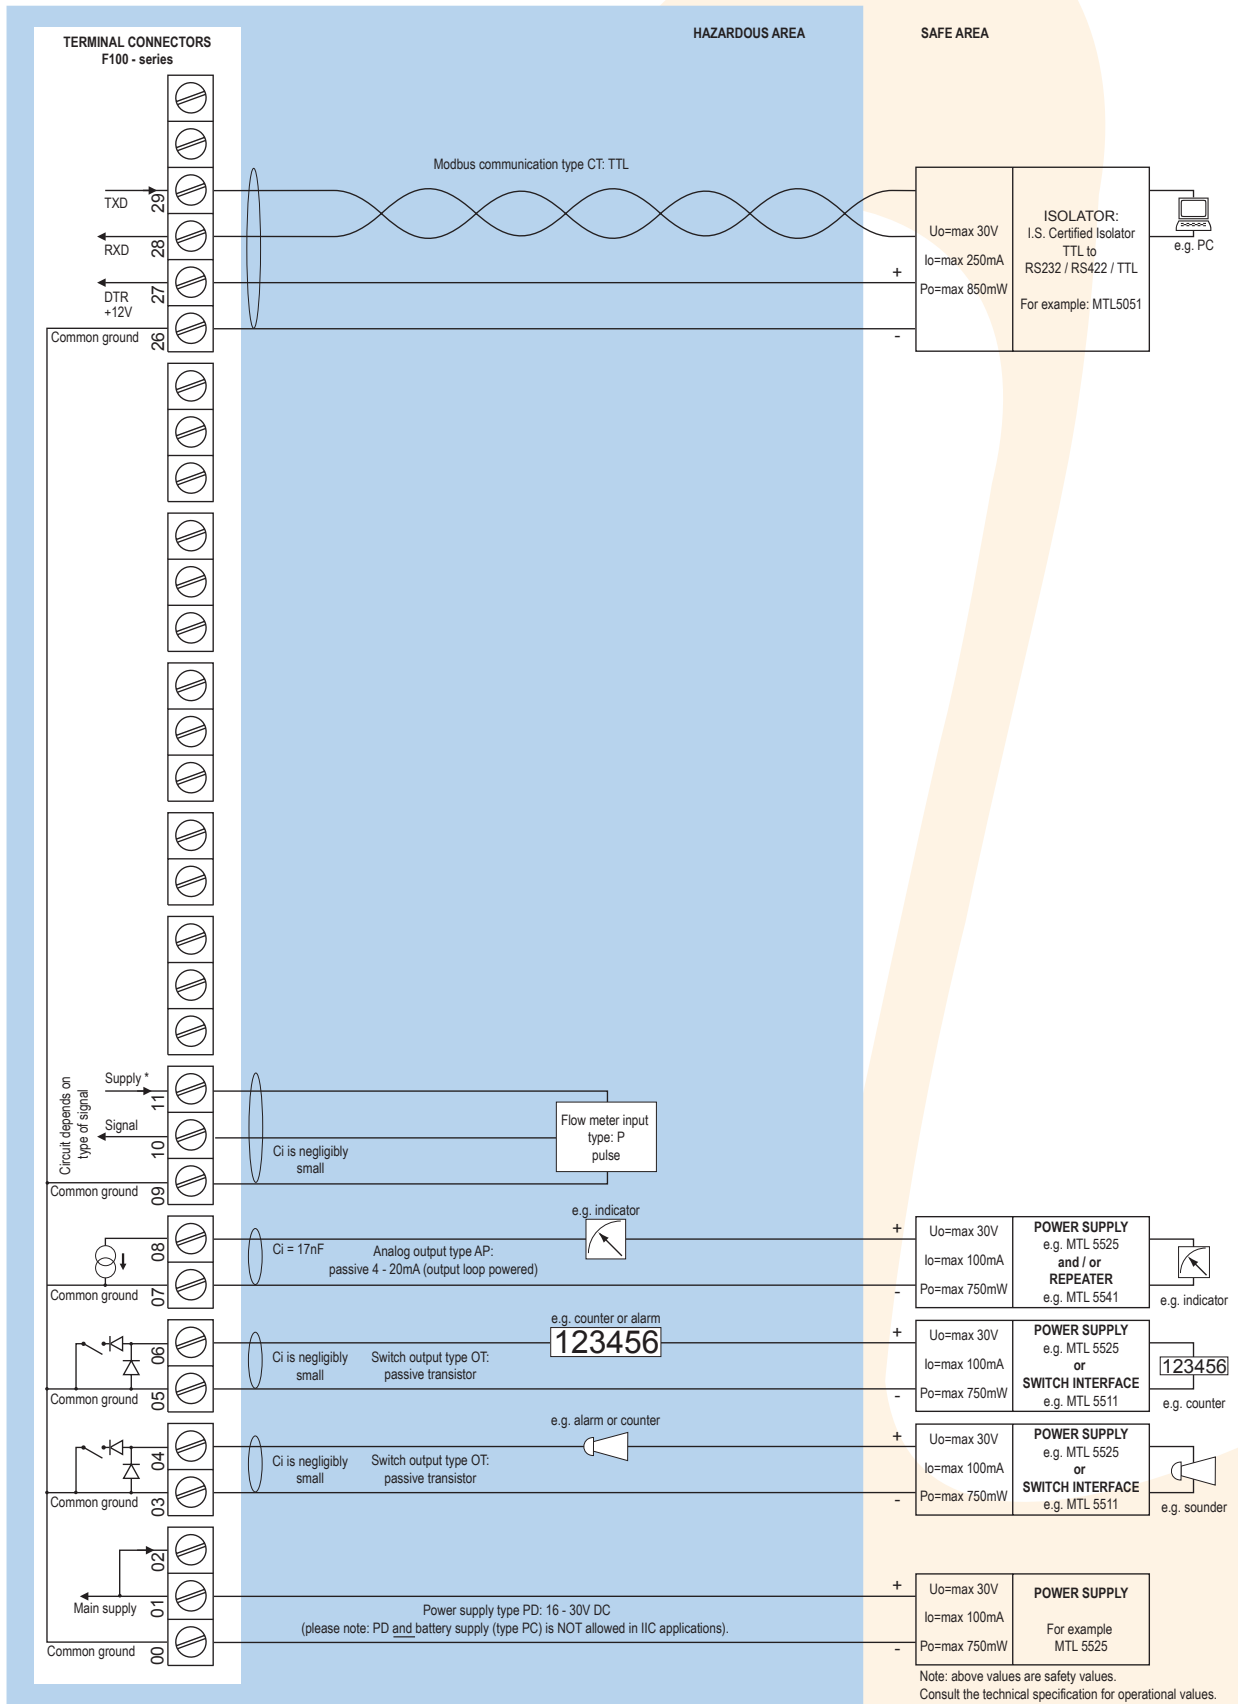 HAZARDOUS AREA
SAFE AREA
TERMINAL CONNECTORS
F100 - series
Modbus communication type CT: TTL
TXD
29
RXD
28
DTR
+12V
27
+
Common ground
26
-
Uo=max 30V
Io=max 250mA
Po=max 850mW
ISOLATOR:
I.S. Certified Isolator
TTL to
RS232 / RS422 / TTL
For example: MTL5051
e.g. PC
Circuit depends on
type of signal
Supply *
11
Signal
10
Common ground
09
Ci is negligibly
small
Flow meter input
type: P
pulse
08
Common ground
07
Ci = 17nF
Analog output type AP:
passive 4 - 20mA (output loop powered)
e.g. indicator
+
-
Uo=max 30V
Io=max 100mA
Po=max 750mW
POWER SUPPLY
e.g. MTL 5525
and / or
REPEATER
e.g. MTL 5541
e.g. indicator
06
Common ground
05
Ci is negligibly
small
Switch output type OT:
passive transistor
e.g. counter or alarm
123456
+
-
Uo=max 30V
Io=max 100mA
Po=max 750mW
POWER SUPPLY
e.g. MTL 5525
or
SWITCH INTERFACE
e.g. MTL 5511
123456
e.g. counter
04
Common ground
03
Ci is negligibly
small
Switch output type OT:
passive transistor
e.g. alarm or counter
+
-
Uo=max 30V
Io=max 100mA
Po=max 750mW
POWER SUPPLY
e.g. MTL 5525
or
SWITCH INTERFACE
e.g. MTL 5511
e.g. sounder
02
Main supply
01
Common ground
00
Power supply type PD: 16 - 30V DC
(please note: PD and battery supply (type PC) is NOT allowed in IIC applications).
+
-
Uo=max 30V
Io=max 100mA
Po=max 750mW
POWER SUPPLY
For example
MTL 5525
Note: above values are safety values.
Consult the technical specification for operational values.